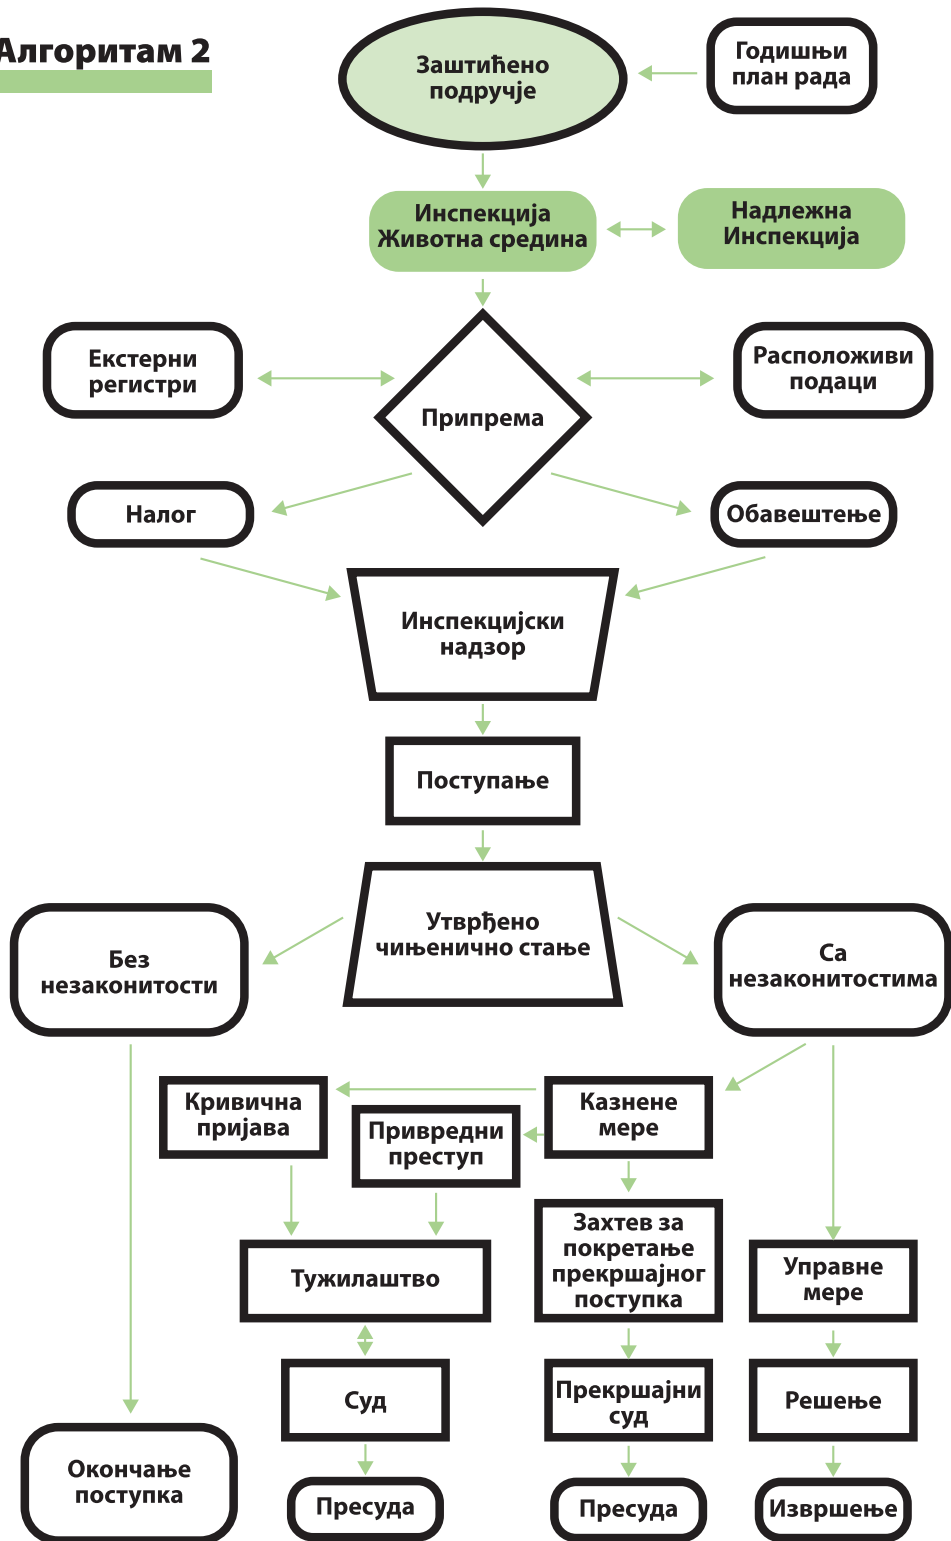 Алгоритам 2
Заштићено
подручје
Годишњи
план рада
Инспекција
Животна средина
Надлежна
Инспекција
Екстерни
регистри
Расположиви
подаци
Припрема
Налог
Обавештење
Инспекцијски
надзор
Поступање
Утврђено
чињенично стање
Без
незаконитости
Са
незаконитостима
Кривична
пријава
Привредни
преступ
Казнене
мере
Тужилаштво
Захтев за
покретање
прекршајног
поступка
Управне
мере
Суд
Прекршајни
суд
Решење
Окончање
поступка
Пресуда
Пресуда
Извршење